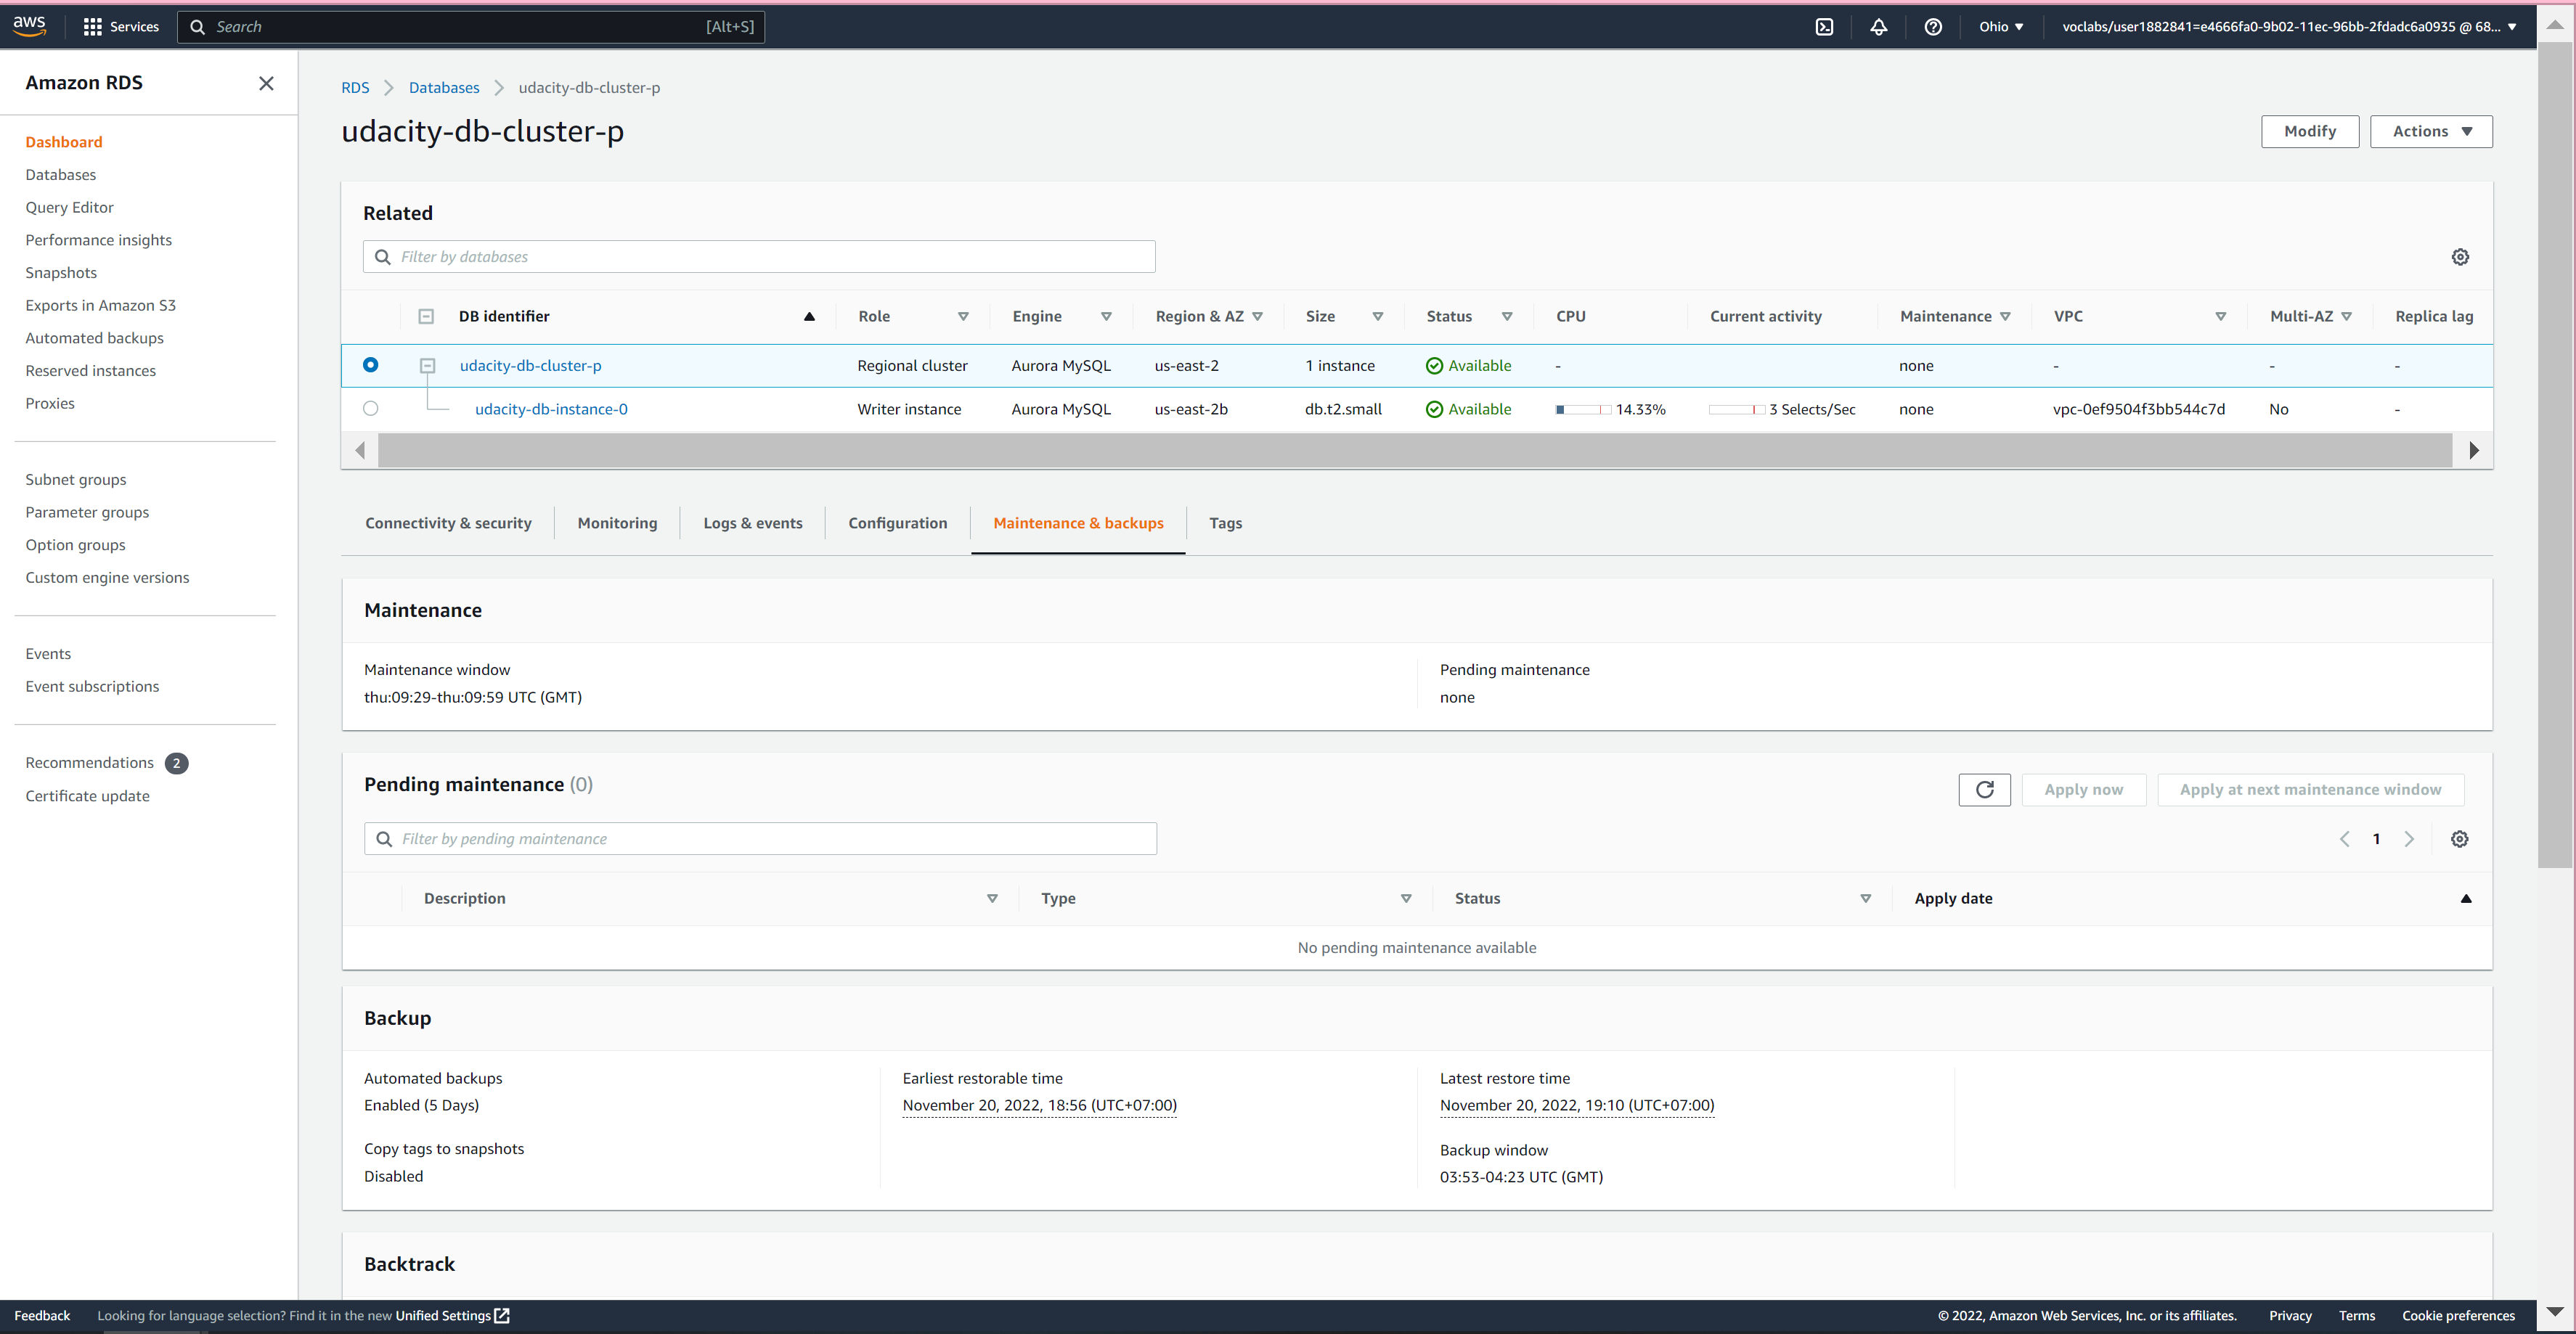 aws
Services
Search [Alt+S]
Ohio ▼
voclabs/user1882841=e4666fa0-9b02-11ec-96bb-2fdadc6a0935 @ 68... ▼
Amazon RDS
Dashboard
Databases
Query Editor
Performance insights
Snapshots
Exports in Amazon S3
Automated backups
Reserved instances
Proxies
Subnet groups
Parameter groups
Option groups
Custom engine versions
Events
Event subscriptions
Recommendations 2
Certificate update
RDS > Databases > udacity-db-cluster-p
udacity-db-cluster-p
Modify
Actions ▼
Related
Filter by databases
DB identifier Role Engine Region & AZ Size Status CPU Current activity Maintenance VPC Multi-AZ Replica lag
udacity-db-cluster-p Regional cluster Aurora MySQL us-east-2 1 instance Available - none - - -
udacity-db-instance-0 Writer instance Aurora MySQL us-east-2b db.t2.small Available 14.33% 3 Selects/Sec none vpc-0ef9504f3bb544c7d No -
Connectivity & security Monitoring Logs & events Configuration Maintenance & backups Tags
Maintenance
Maintenance window
thu:09:29-thu:09:59 UTC (GMT)
Pending maintenance
none
Pending maintenance (0)
Apply now
Apply at next maintenance window
Filter by pending maintenance
< 1 >
Description Type Status Apply date
No pending maintenance available
Backup
Automated backups
Enabled (5 Days)
Copy tags to snapshots
Disabled
Earliest restorable time
November 20, 2022, 18:56 (UTC+07:00)
Latest restore time
November 20, 2022, 19:10 (UTC+07:00)
Backup window
03:53-04:23 UTC (GMT)
Backtrack
Feedback
Looking for language selection? Find it in the new Unified Settings
© 2022, Amazon Web Services, Inc. or its affiliates.
Privacy
Terms
Cookie preferences